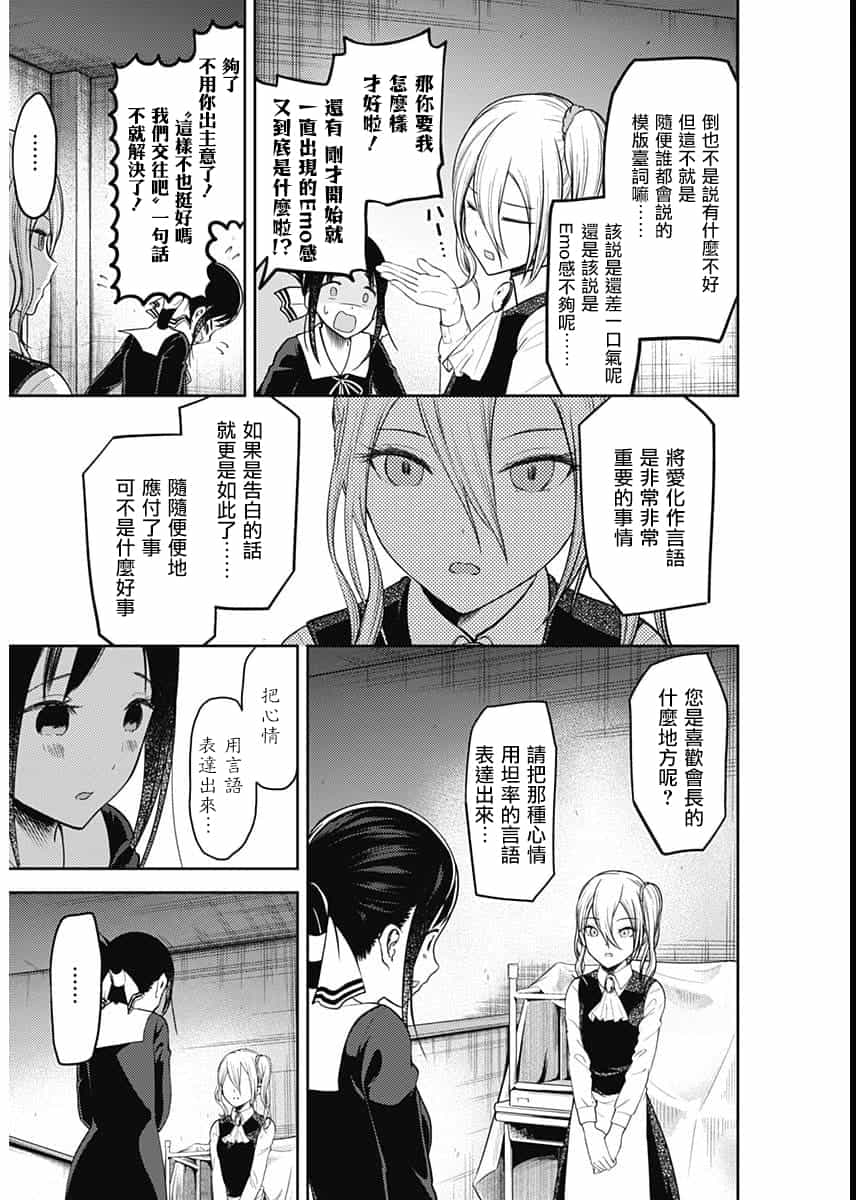 倒也不是說有什麼不好
但這不就是
隨便誰都會説的
模版臺詞嘛……
該説是還差一口氣呢
還是該說是
Emo感不夠呢……
那你要我
怎麼樣
才好啦！
還有 剛才開始就
一直出現的Emo感
又到底是什麼啦!?
夠了
不用你出主意了！
〝這樣不也挺好嗎
我們交往吧〞一句話
不就解決了！
……
將愛化作言語
是非常非常
重要的事情
如果是告白的話
就更是如此了……
隨隨便便地
應付了事
可不是什麼好事
您是喜歡會長的
什麼地方呢？
請把那種心情
用坦率的言語
表達出來…
把心情
用言語
表達出來…
……